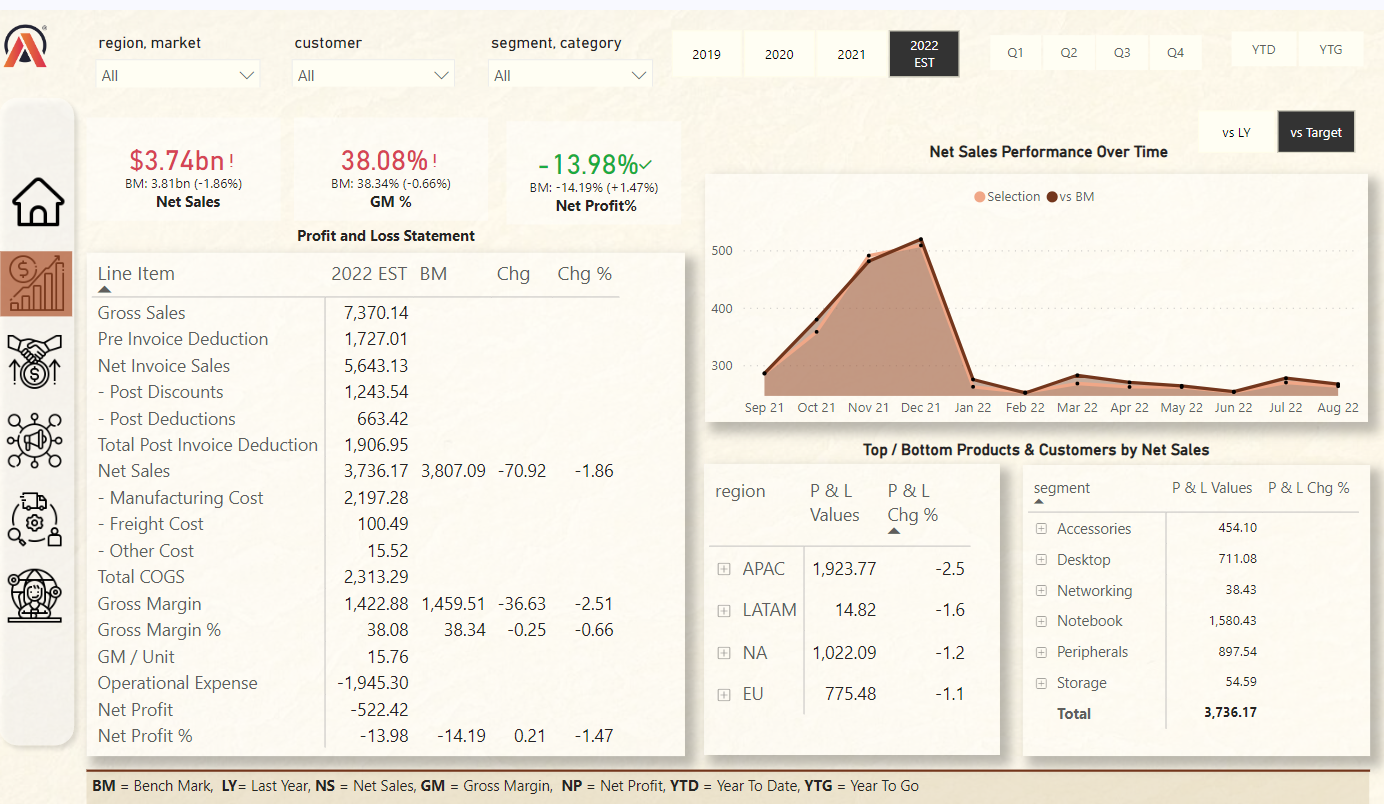 region, market
customer
segment, category
All
All
All
2019
2020
2021
2022
EST
Q1
Q2
Q3
Q4
YTD
YTG
vs LY
vs Target
$3.74bn !
BM: 3.81bn (-1.86%)
Net Sales
38.08% !
BM: 38.34% (-0.66%)
GM %
-13.98%✓
BM: -14.19% (+1.47%)
Net Profit%
Profit and Loss Statement
Line Item 2022 EST BM Chg Chg %
Gross Sales 7,370.14
Pre Invoice Deduction 1,727.01
Net Invoice Sales 5,643.13
- Post Discounts 1,243.54
- Post Deductions 663.42
Total Post Invoice Deduction 1,906.95
Net Sales 3,736.17 3,807.09 -70.92 -1.86
- Manufacturing Cost 2,197.28
- Freight Cost 100.49
- Other Cost 15.52
Total COGS 2,313.29
Gross Margin 1,422.88 1,459.51 -36.63 -2.51
Gross Margin % 38.08 38.34 -0.25 -0.66
GM / Unit 15.76
Operational Expense -1,945.30
Net Profit -522.42
Net Profit % -13.98 -14.19 0.21 -1.47
Net Sales Performance Over Time
Selection vs BM
500
400
300
Sep 21 Oct 21 Nov 21 Dec 21 Jan 22 Feb 22 Mar 22 Apr 22 May 22 Jun 22 Jul 22 Aug 22
Top / Bottom Products & Customers by Net Sales
region P & L Values P & L Chg %
APAC 1,923.77 -2.5
LATAM 14.82 -1.6
NA 1,022.09 -1.2
EU 775.48 -1.1
segment P & L Values P & L Chg %
Accessories 454.10
Desktop 711.08
Networking 38.43
Notebook 1,580.43
Peripherals 897.54
Storage 54.59
Total 3,736.17
BM = Bench Mark, LY= Last Year, NS = Net Sales, GM = Gross Margin, NP = Net Profit, YTD = Year To Date, YTG = Year To Go